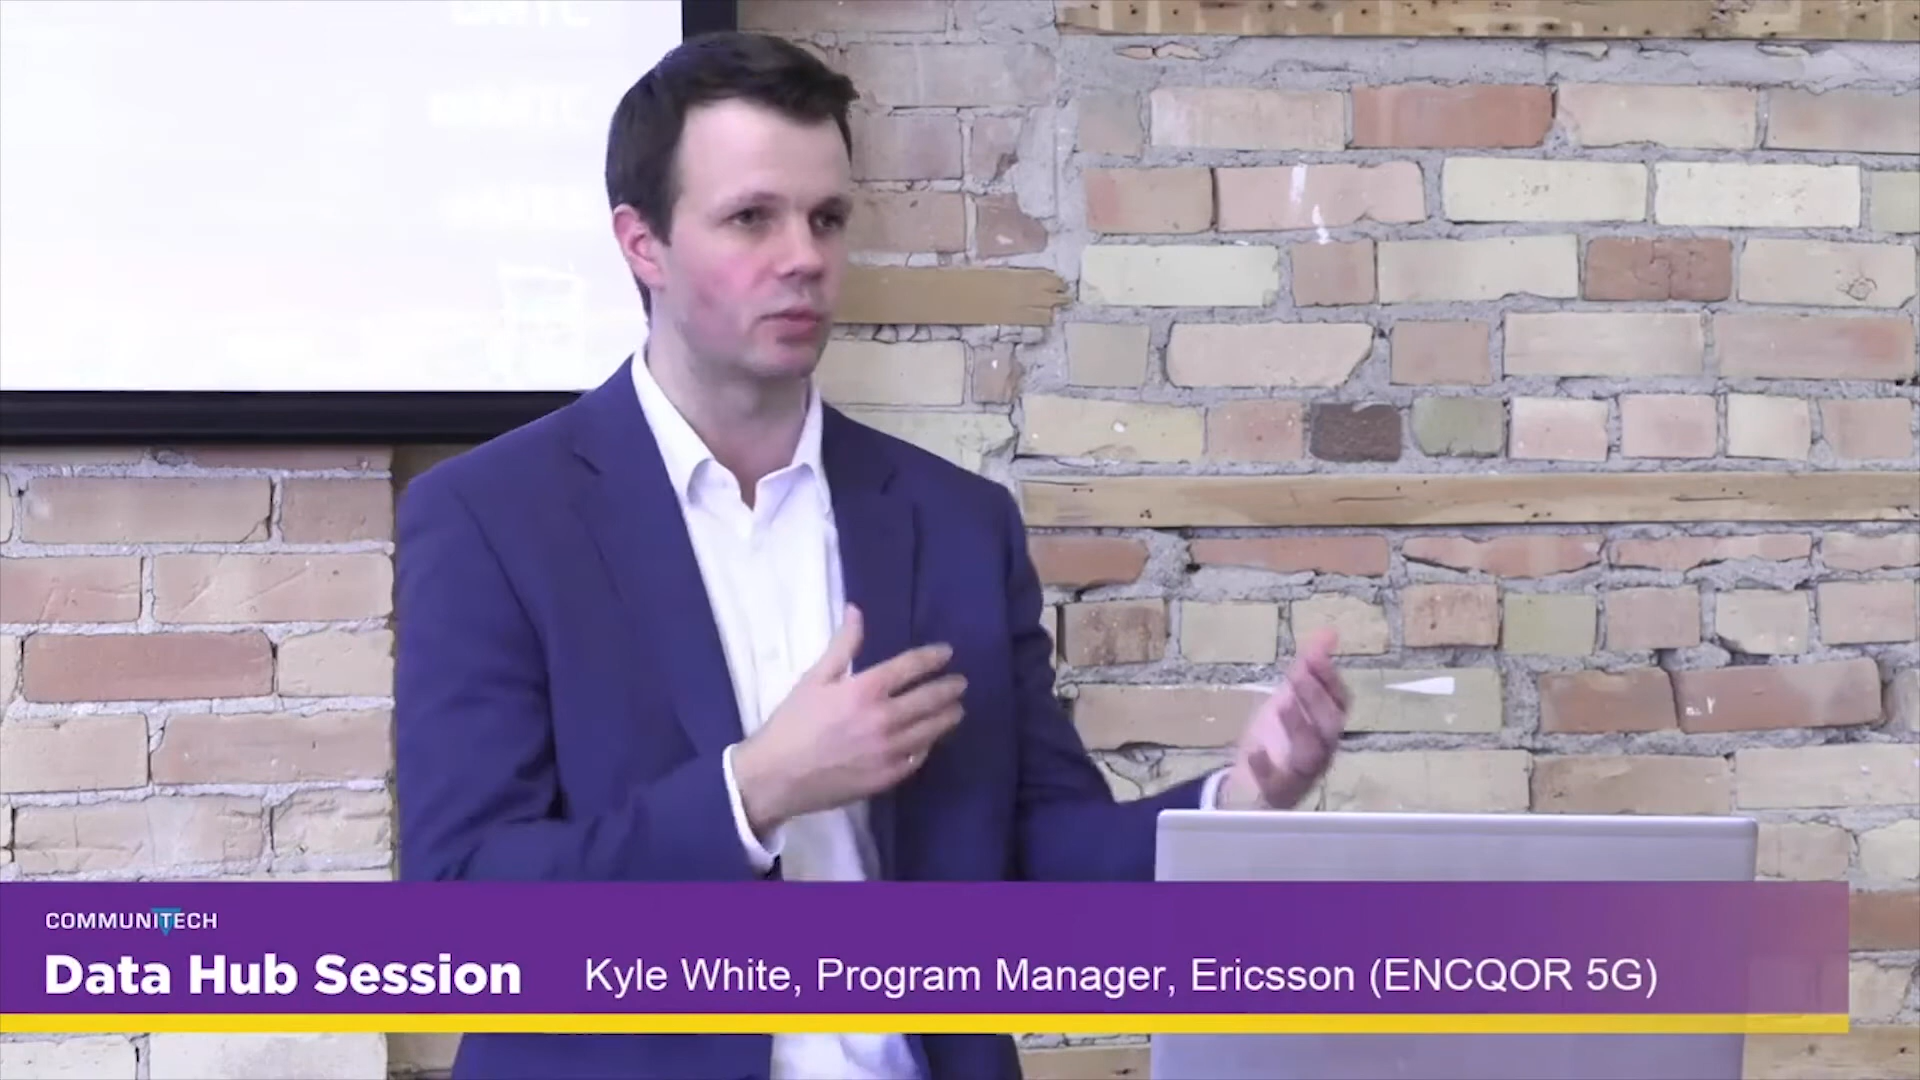 COMMUNITECH
Data Hub Session
Kyle White, Program Manager, Ericsson (ENCQOR 5G)